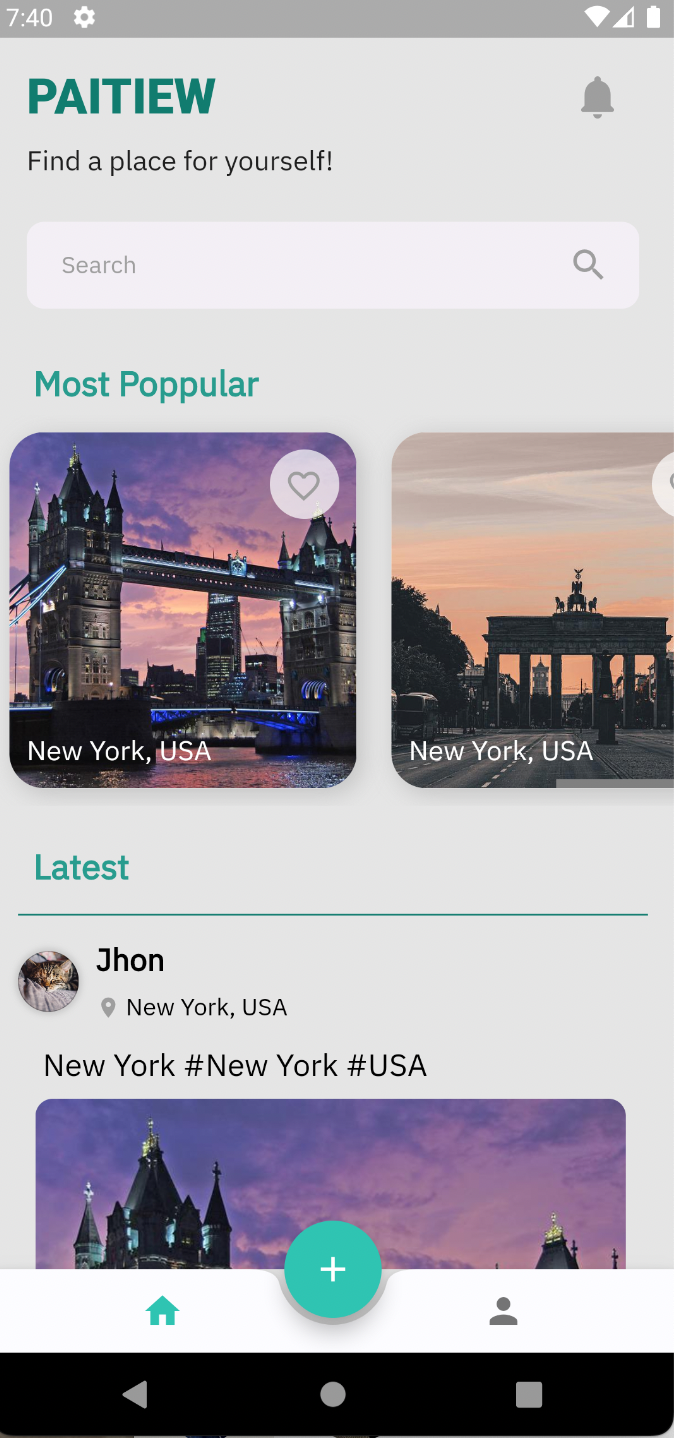 7:40
PAITIEW
Find a place for yourself!
Search
Most Poppular
New York, USA
New York, USA
Latest
Jhon
New York, USA
New York #New York #USA